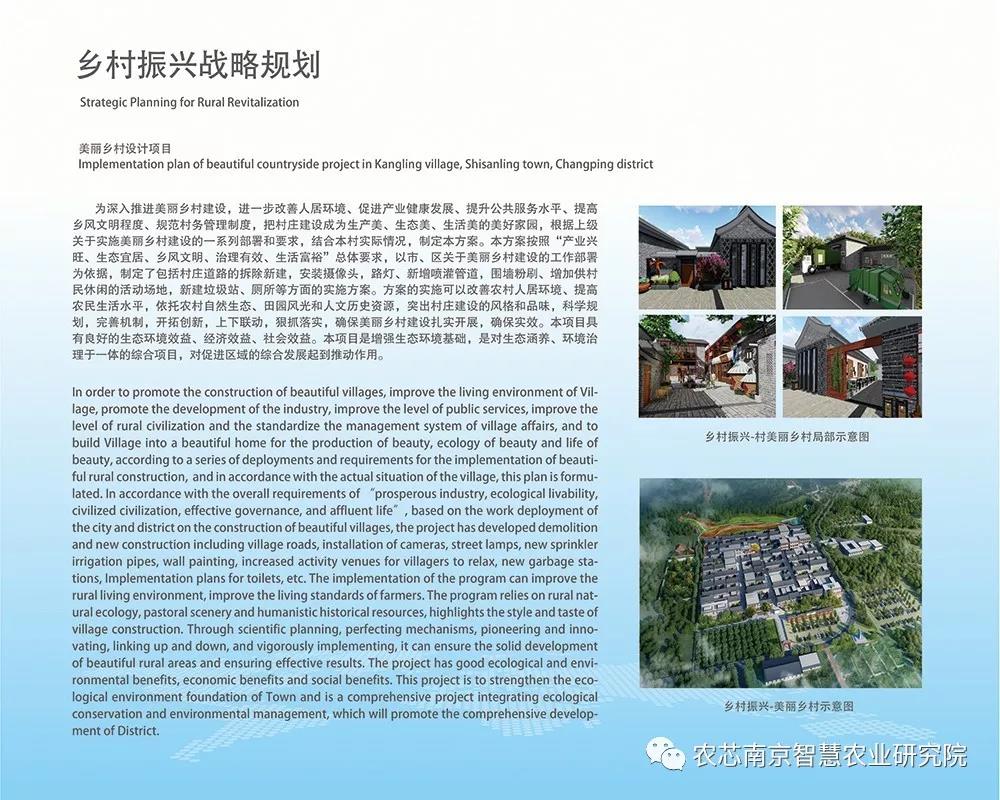 乡村振兴战略规划
Strategic Planning for Rural Revitalization
美丽乡村设计项目
Implementation plan of beautiful countryside project in Kangling village, Shisanling town, Changping district
为深入推进美丽乡村建设，进一步改善人居环境、促进产业健康发展、提升公共服务水平、提高
乡风文明程度、规范村务管理制度，把村庄建设成为生产美、生态美、生活美的美好家园，根据上级
关于实施美丽乡村建设的一系列部署和要求，结合本村实际情况，制定本方案。本方案按照“产业兴
旺、生态宜居、乡风文明、治理有效、生活富裕”总体要求，以市、区关于美丽乡村建设的工作部署
为依据，制定了包括村庄道路的拆除新建，安装摄像头，路灯、新增喷灌管道，围墙粉刷、增加供村
民休闲的活动场地，新建垃圾站、厕所等方面的实施方案。方案的实施可以改善农村人居环境、提高
农民生活水平，依托农村自然生态、田园风光和人文历史资源，突出村庄建设的风格和品味，科学规
划，完善机制，开拓创新，上下联动，狠抓落实，确保美丽乡村建设扎实开展，确保实效。本项目具
有良好的生态环境效益、经济效益、社会效益。本项目是增强生态环境基础，是对生态涵养、环境治
理于一体的综合项目，对促进区域的综合发展起到推动作用。
In order to promote the construction of beautiful villages, improve the living environment of Vil-
lage, promote the development of the industry, improve the level of public services, improve the
level of rural civilization and the standardize the management system of village affairs, and to
build Village into a beautiful home for the production of beauty, ecology of beauty and life of
beauty, according to a series of deployments and requirements for the implementation of beauti-
ful rural construction, and in accordance with the actual situation of the village, this plan is formu-
lated. In accordance with the overall requirements of “prosperous industry, ecological livability,
civilized civilization, effective governance, and affluent life”, based on the work deployment of
the city and district on the construction of beautiful villages, the project has developed demolition
and new construction including village roads, installation of cameras, street lamps, new sprinkler
irrigation pipes, wall painting, increased activity venues for villagers to relax, new garbage sta-
tions, Implementation plans for toilets, etc. The implementation of the program can improve the
rural living environment, improve the living standards of farmers. The program relies on rural nat-
ural ecology, pastoral scenery and humanistic historical resources, highlights the style and taste of
village construction. Through scientific planning, perfecting mechanisms, pioneering and inno-
vating, linking up and down, and vigorously implementing, it can ensure the solid development
of beautiful rural areas and ensuring effective results. The project has good ecological and envi-
ronmental benefits, economic benefits and social benefits. This project is to strengthen the eco-
logical environment foundation of Town and is a comprehensive project integrating ecological
conservation and environmental management, which will promote the comprehensive develop-
ment of District.
乡村振兴-村美丽乡村局部示意图
乡村振兴-美丽乡村示意图
农芯南京智慧农业研究院